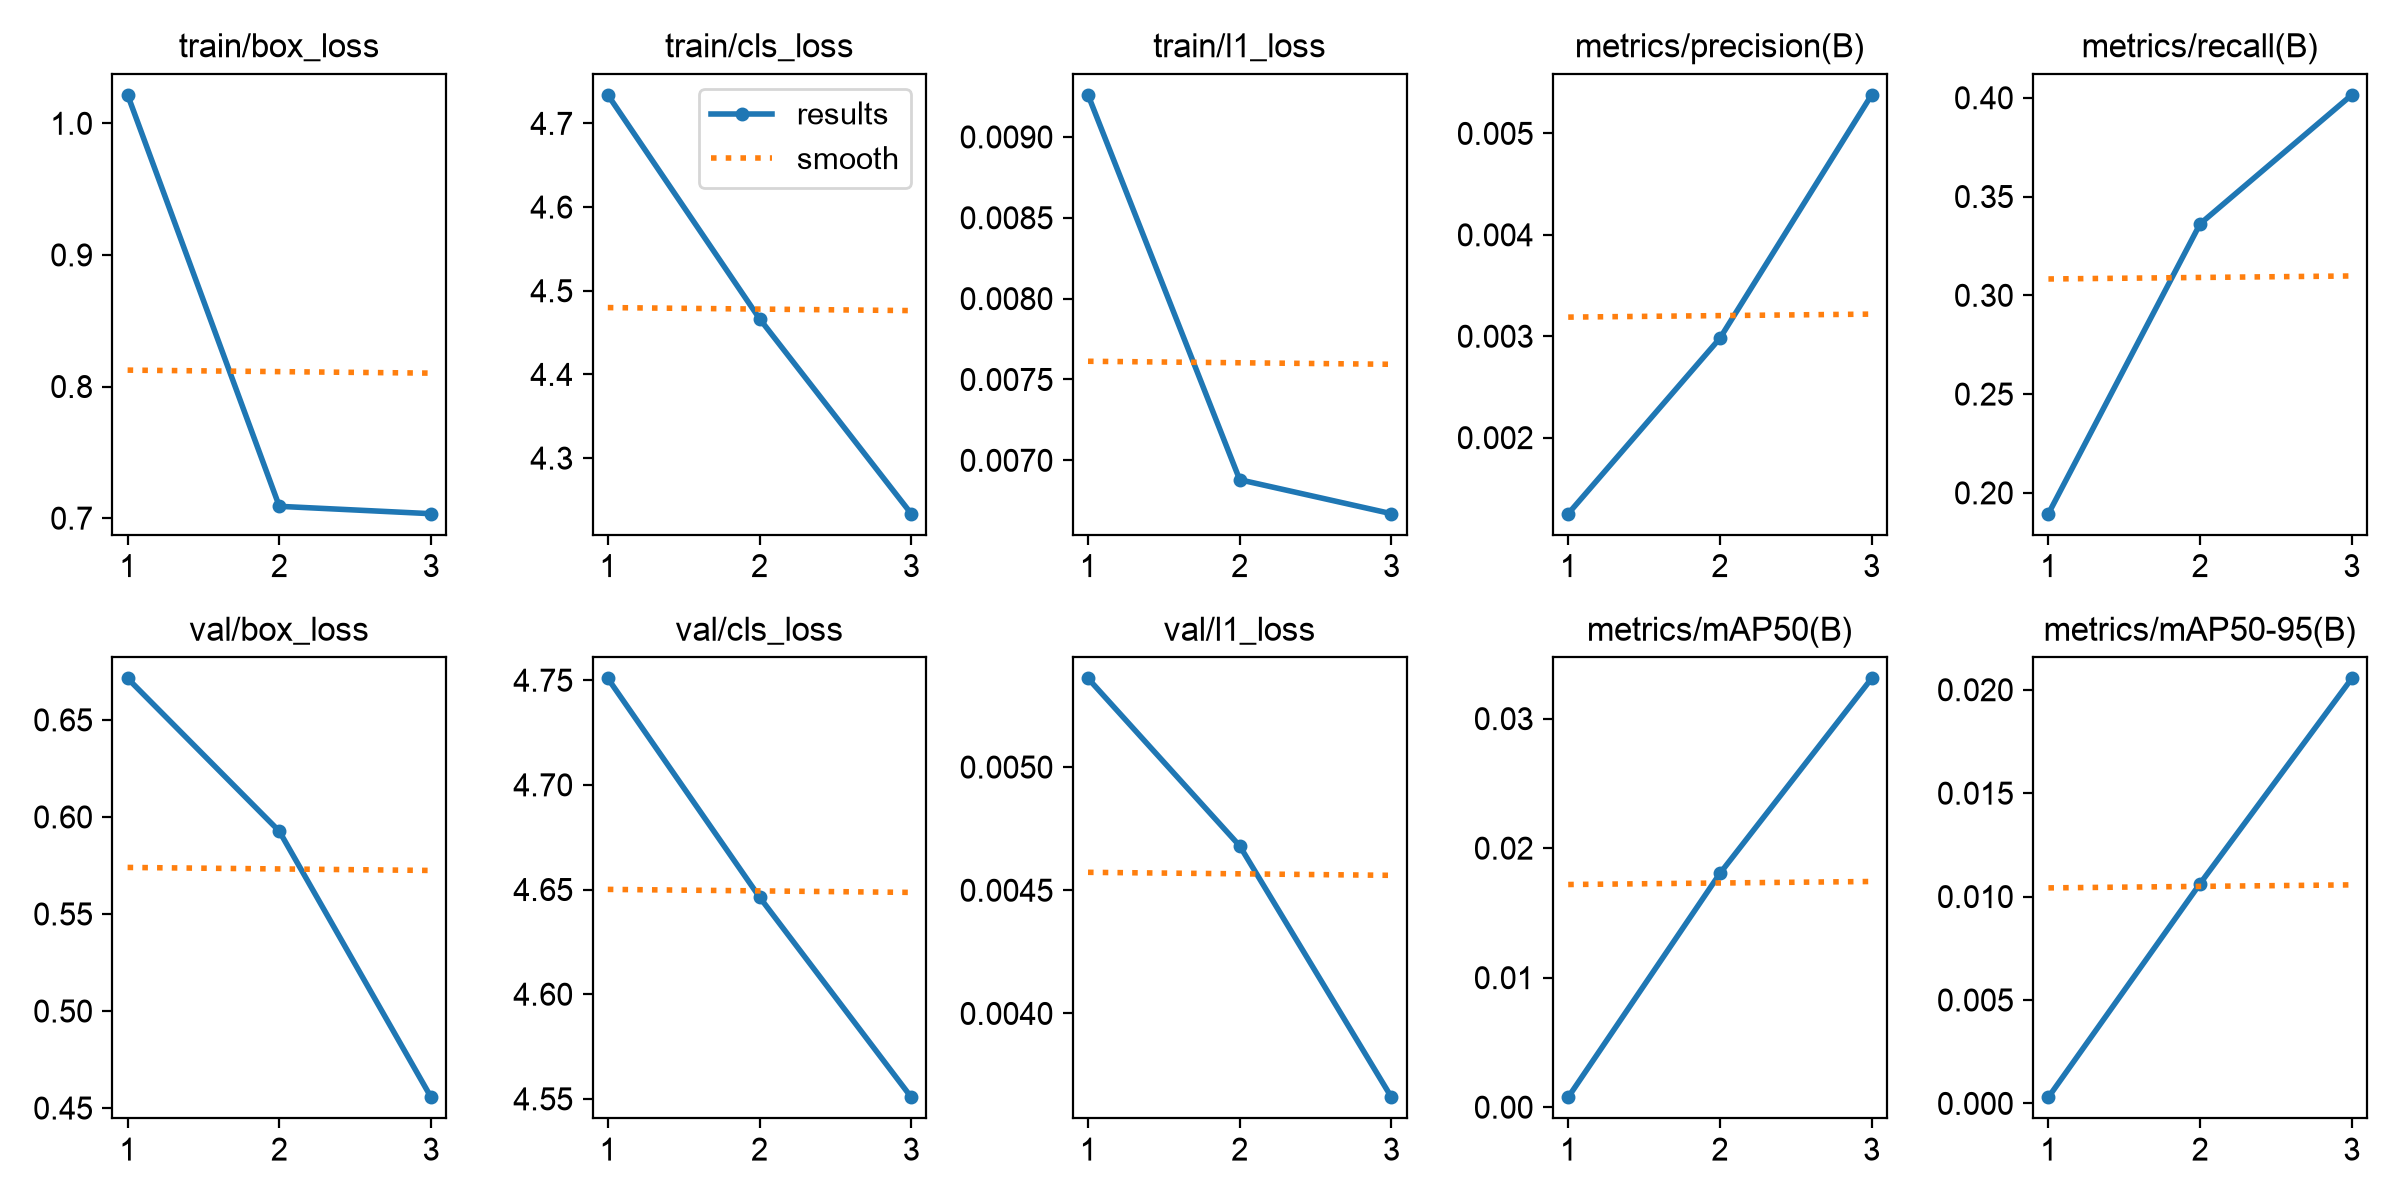 train/box_loss
1.0
0.9
0.8
0.7
1 2 3
train/cls_loss
results
smooth
4.7
4.6
4.5
4.4
4.3
1 2 3
train/l1_loss
0.0090
0.0085
0.0080
0.0075
0.0070
1 2 3
metrics/precision(B)
0.005
0.004
0.003
0.002
1 2 3
metrics/recall(B)
0.40
0.35
0.30
0.25
0.20
1 2 3
val/box_loss
0.65
0.60
0.55
0.50
0.45
1 2 3
val/cls_loss
4.75
4.70
4.65
4.60
4.55
1 2 3
val/l1_loss
0.0050
0.0045
0.0040
1 2 3
metrics/mAP50(B)
0.03
0.02
0.01
0.00
1 2 3
metrics/mAP50-95(B)
0.020
0.015
0.010
0.005
0.000
1 2 3